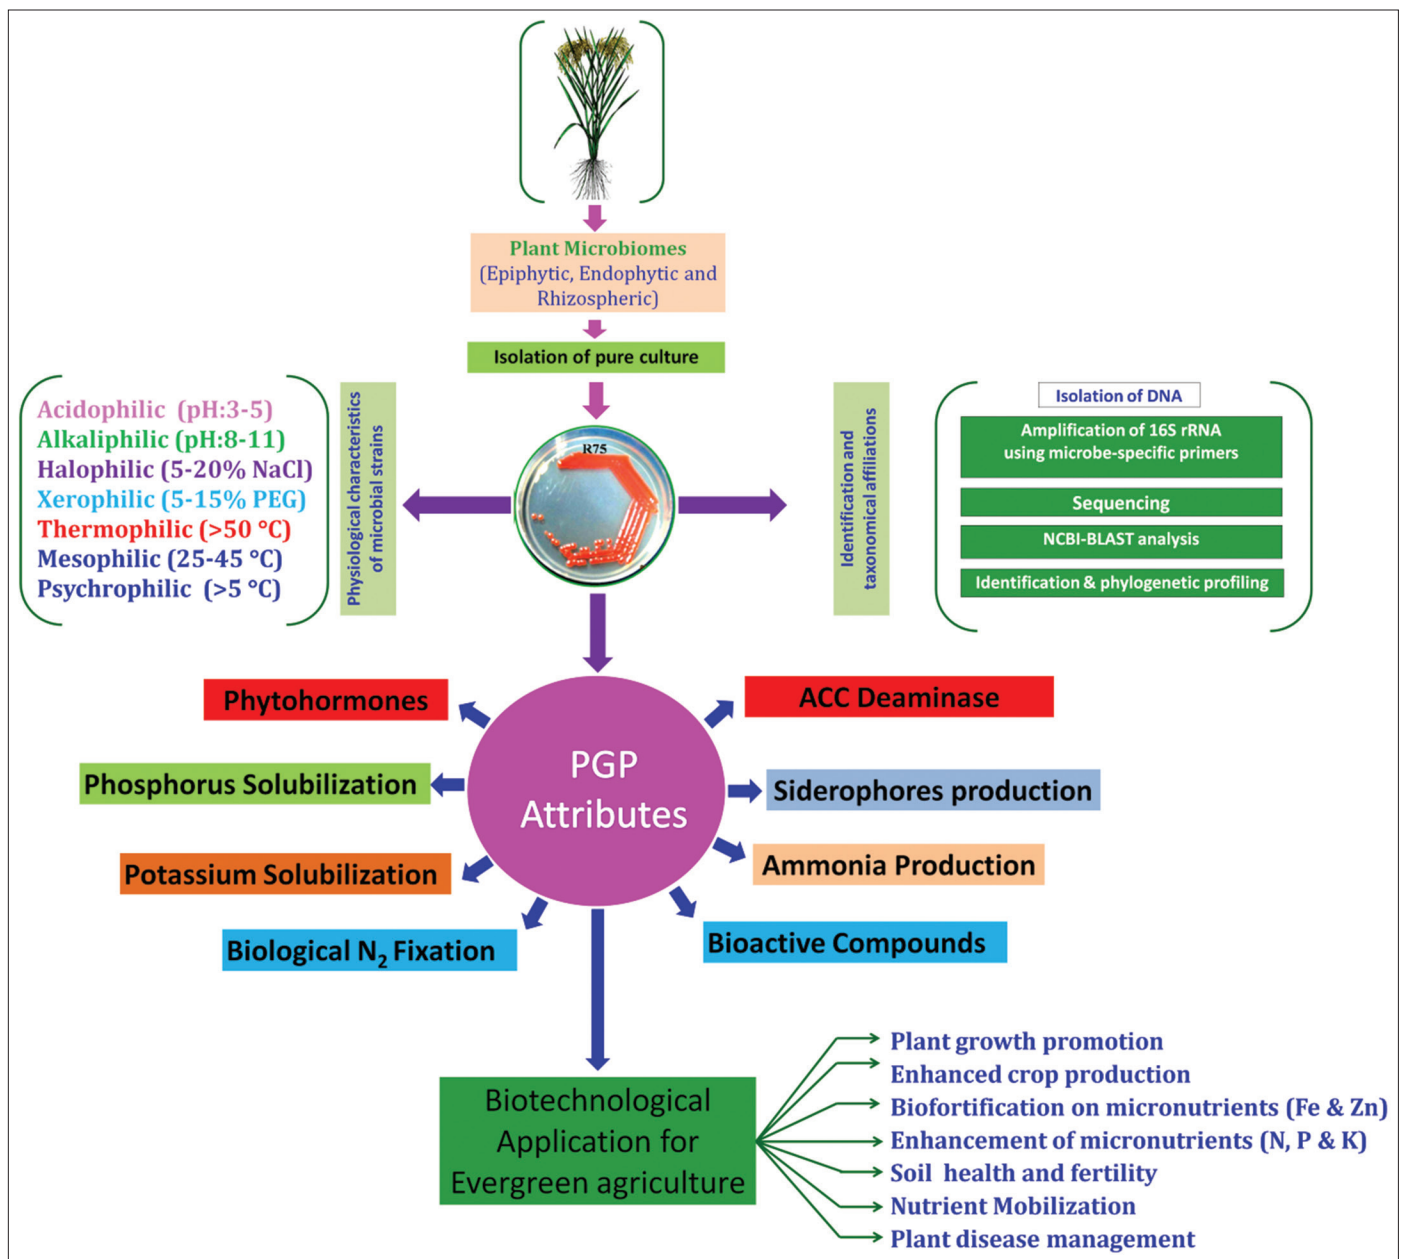 Plant Microbiomes
(Epiphytic, Endophytic and
Rhizospheric)
Isolation of pure culture
Acidophilic (pH:3-5)
Alkaliphilic (pH:8-11)
Halophilic (5-20% NaCl)
Xerophilic (5-15% PEG)
Thermophilic (>50 °C)
Mesophilic (25-45 °C)
Psychrophilic (>5 °C)
Physiological characteristics
of microbial strains
R75
Identification and
taxonomical affiliations
Isolation of DNA
Amplification of 16S rRNA
using microbe-specific primers
Sequencing
NCBI-BLAST analysis
Identification & phylogenetic profiling
Phytohormones
ACC Deaminase
Phosphorus Solubilization
PGP
Attributes
Siderophores production
Potassium Solubilization
Ammonia Production
Biological N₂ Fixation
Bioactive Compounds
Biotechnological
Application for
Evergreen agriculture
Plant growth promotion
Enhanced crop production
Biofortification on micronutrients (Fe & Zn)
Enhancement of micronutrients (N, P & K)
Soil health and fertility
Nutrient Mobilization
Plant disease management